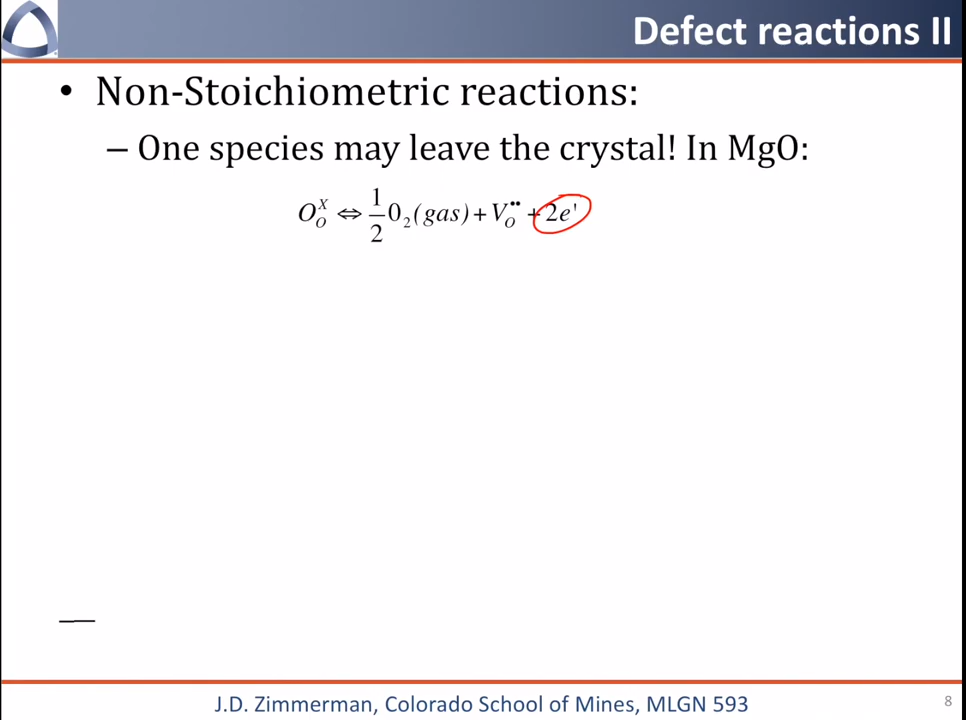 Defect reactions II
• Non-Stoichiometric reactions:
– One species may leave the crystal! In MgO:
O_O^X ⇔ 1/2 0₂(gas) + V_O^•• + 2e'
J.D. Zimmerman, Colorado School of Mines, MLGN 593
8